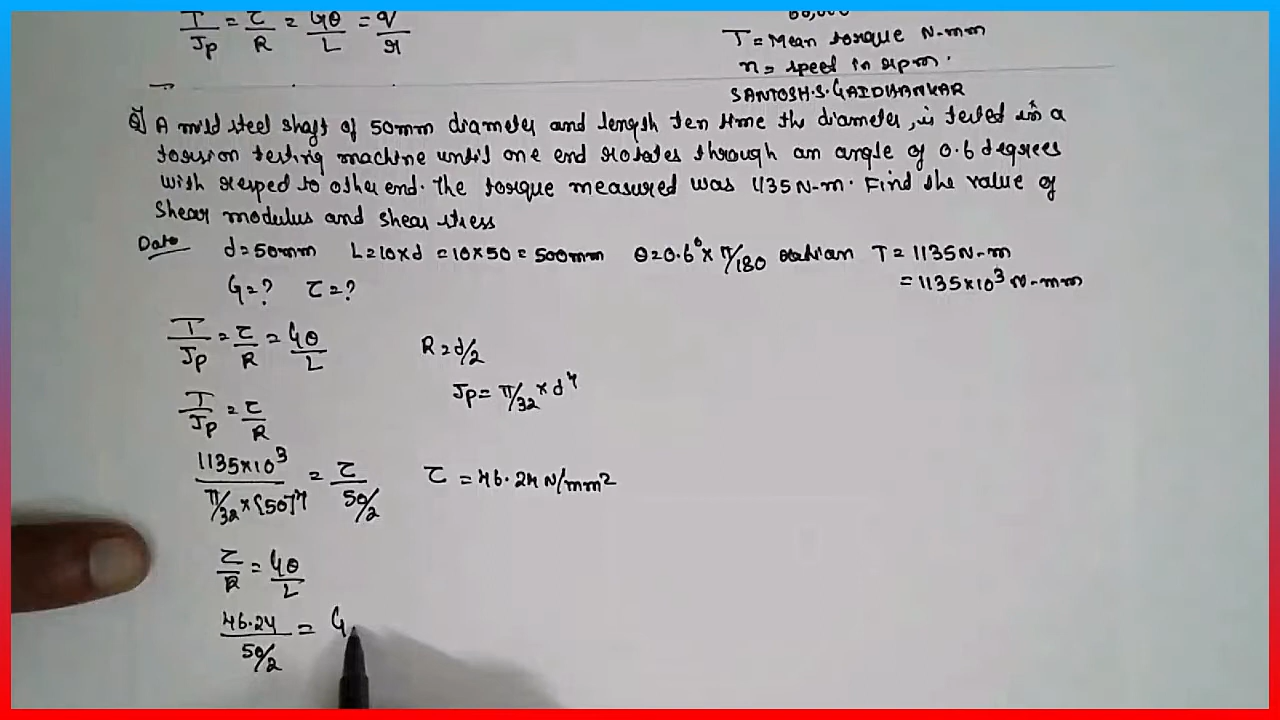 T/Jp = τ/R = Gθ/L = q/r
60,000
T = Mean torque N-mm
n = speed in rpm.
SANTOSH.S.GAIDHANKAR
Q] A mild steel shaft of 50mm diameter and length ten time the diameter, is tested in a
torsion testing machine until one end rotates through an angle of 0.6 degrees
with resped to other end. The torque measured was 1135 N-m. Find the value of
Shear modulus and shear stress
Data d=50mm L=10×d = 10×50 = 500mm θ=0.6°×π/180 radian T= 1135 N-m
= 1135×10³ N-mm
G=? τ=?
T/Jp = τ/R = Gθ/L R = d/2
Jp = π/32 × d⁴
T/Jp = τ/R
1135×10³/π/32×{50}⁴ = τ/50/2 τ = 46.24 N/mm²
τ/R = Gθ/L
46.24/50/2 = G